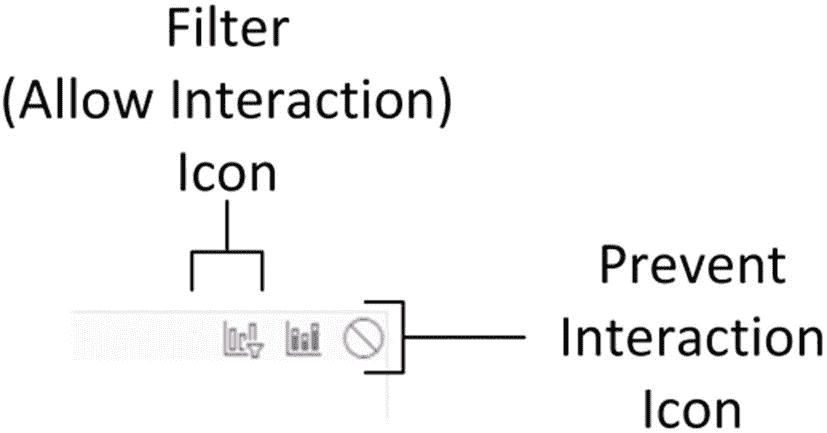 Filter
(Allow Interaction)
Icon
Prevent
Interaction
Icon